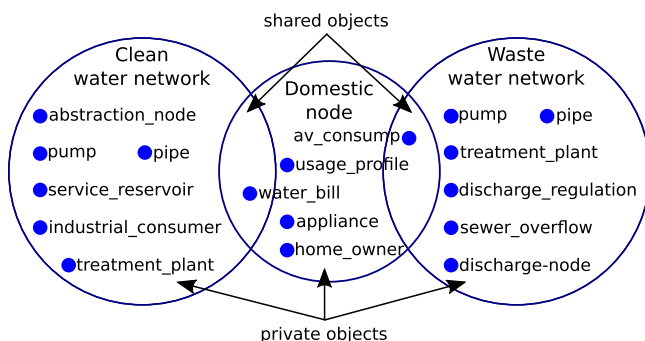 shared objects
Clean
water network
abstraction_node
pump
pipe
service_reservoir
industrial_consumer
treatment_plant
Domestic
node
av_consump
usage_profile
water_bill
appliance
home_owner
Waste
water network
pump
pipe
treatment_plant
discharge_regulation
sewer_overflow
discharge-node
private objects